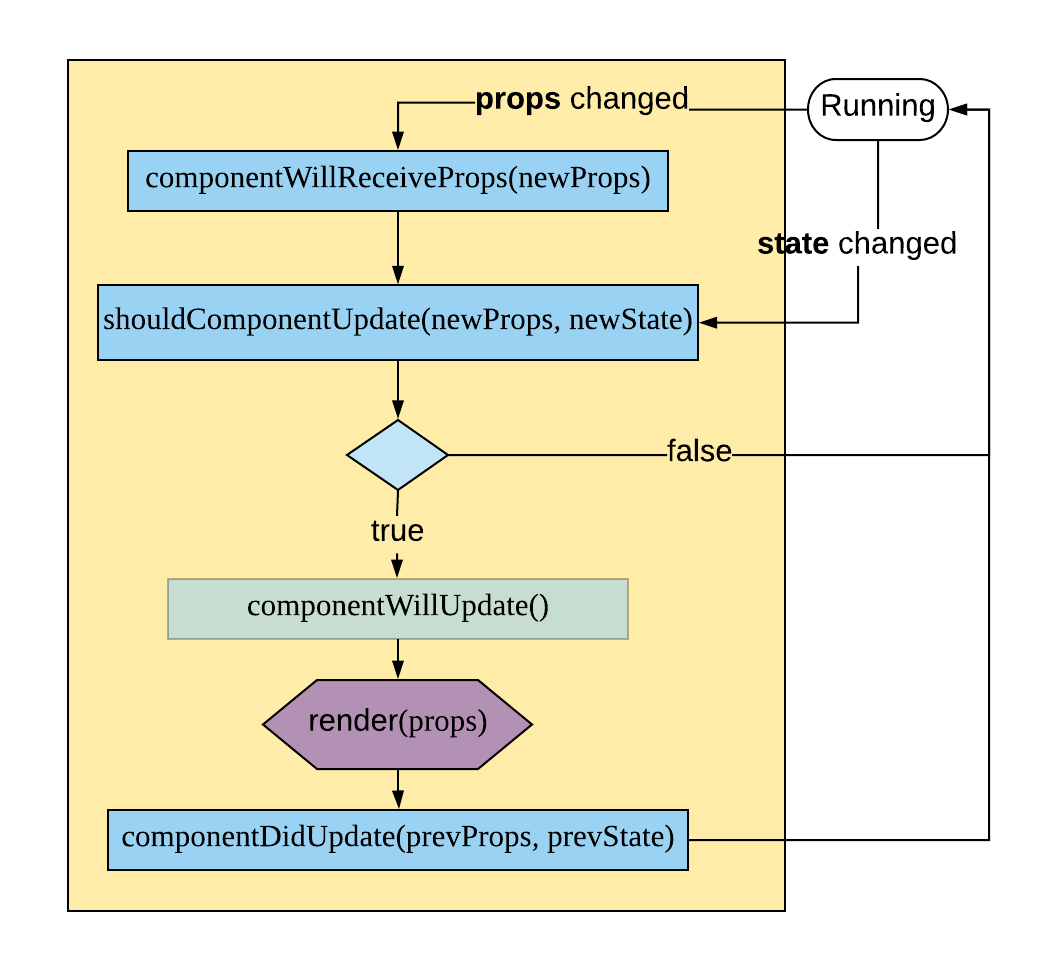 props changed
Running
componentWillReceiveProps(newProps)
state changed
shouldComponentUpdate(newProps, newState)
false
true
componentWillUpdate()
render(props)
componentDidUpdate(prevProps, prevState)